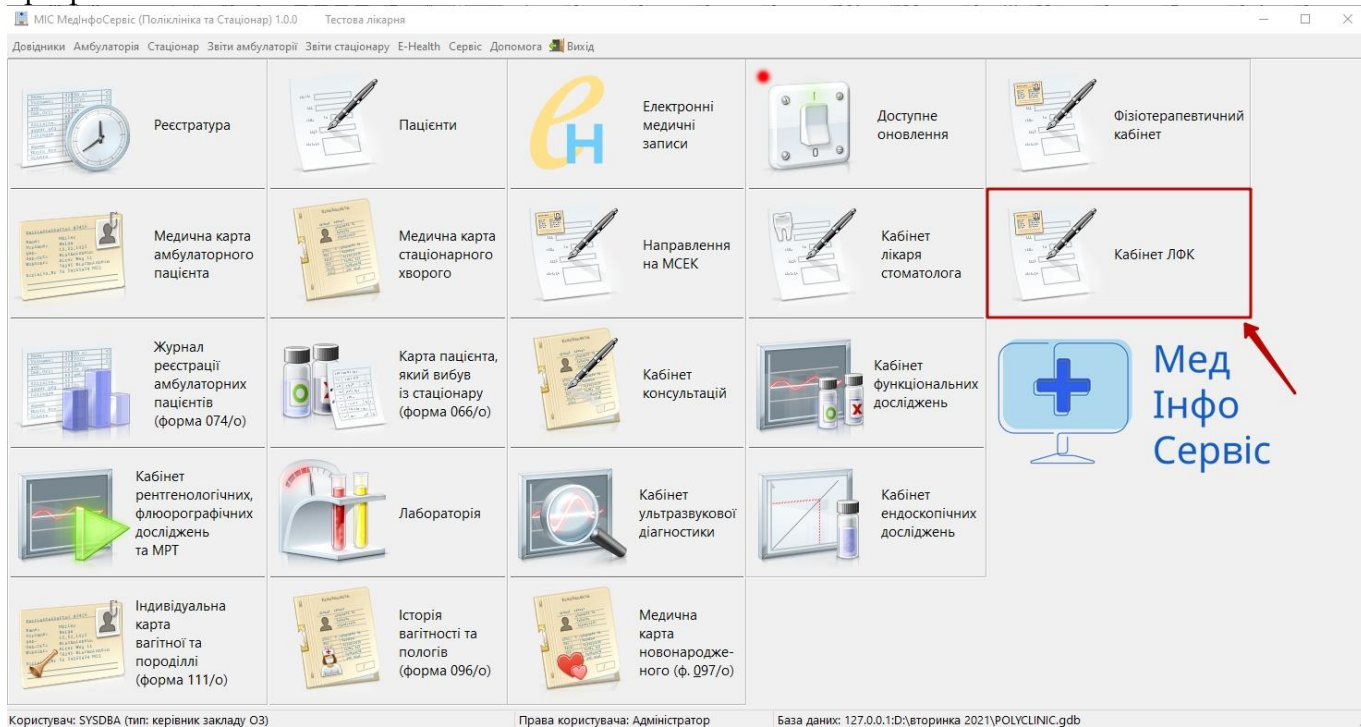 МІС МедІнфоСервіс (Поліклініка та Стаціонар) 1.0.0 Тестова лікарня
Довідники Амбулаторія Стаціонар Звіти амбулаторії Звіти стаціонару E-Health Сервіс Допомога Вихід
Реєстратура
Пацієнти
Електронні
медичні
записи
Доступне
оновлення
Фізіотерапевтичний
кабінет
Медична карта
амбулаторного
пацієнта
Медична карта
стаціонарного
хворого
Направлення
на МСЕК
Кабінет
лікаря
стоматолога
Кабінет ЛФК
Журнал
реєстрації
амбулаторних
пацієнтів
(форма 074/о)
Карта пацієнта,
який вибув
із стаціонару
(форма 066/о)
Кабінет
консультацій
Кабінет
функціональних
досліджень
Мед
Інфо
Сервіс
Кабінет
рентгенологічних,
флюорографічних
досліджень
та МРТ
Лабораторія
Кабінет
ультразвукової
діагностики
Кабінет
ендоскопічних
досліджень
Індивідуальна
карта
вагітної та
породіллі
(форма 111/о)
Історія
вагітності та
пологів
(форма 096/о)
Медична
карта
новонародже-
ного (ф. 097/о)
Користувач: SYSDBA (тип: керівник закладу ОЗ) Права користувача: Адміністратор База даних: 127.0.0.1:D:\вторинка 2021\POLYCLINIC.gdb